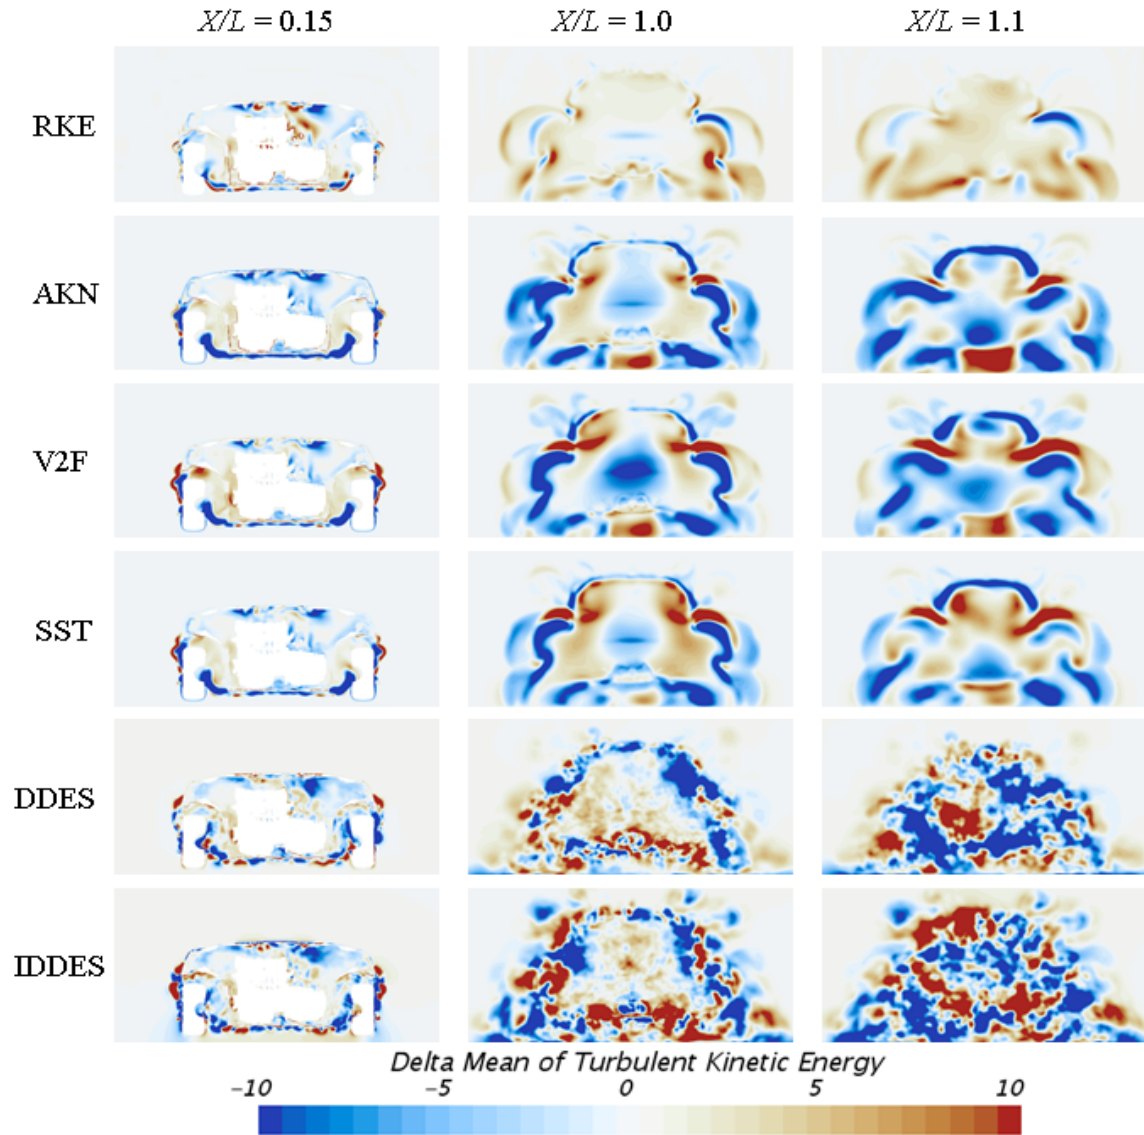 X/L = 0.15 X/L = 1.0 X/L = 1.1
RKE
AKN
V2F
SST
DDES
IDDES
Delta Mean of Turbulent Kinetic Energy
-10 -5 0 5 10